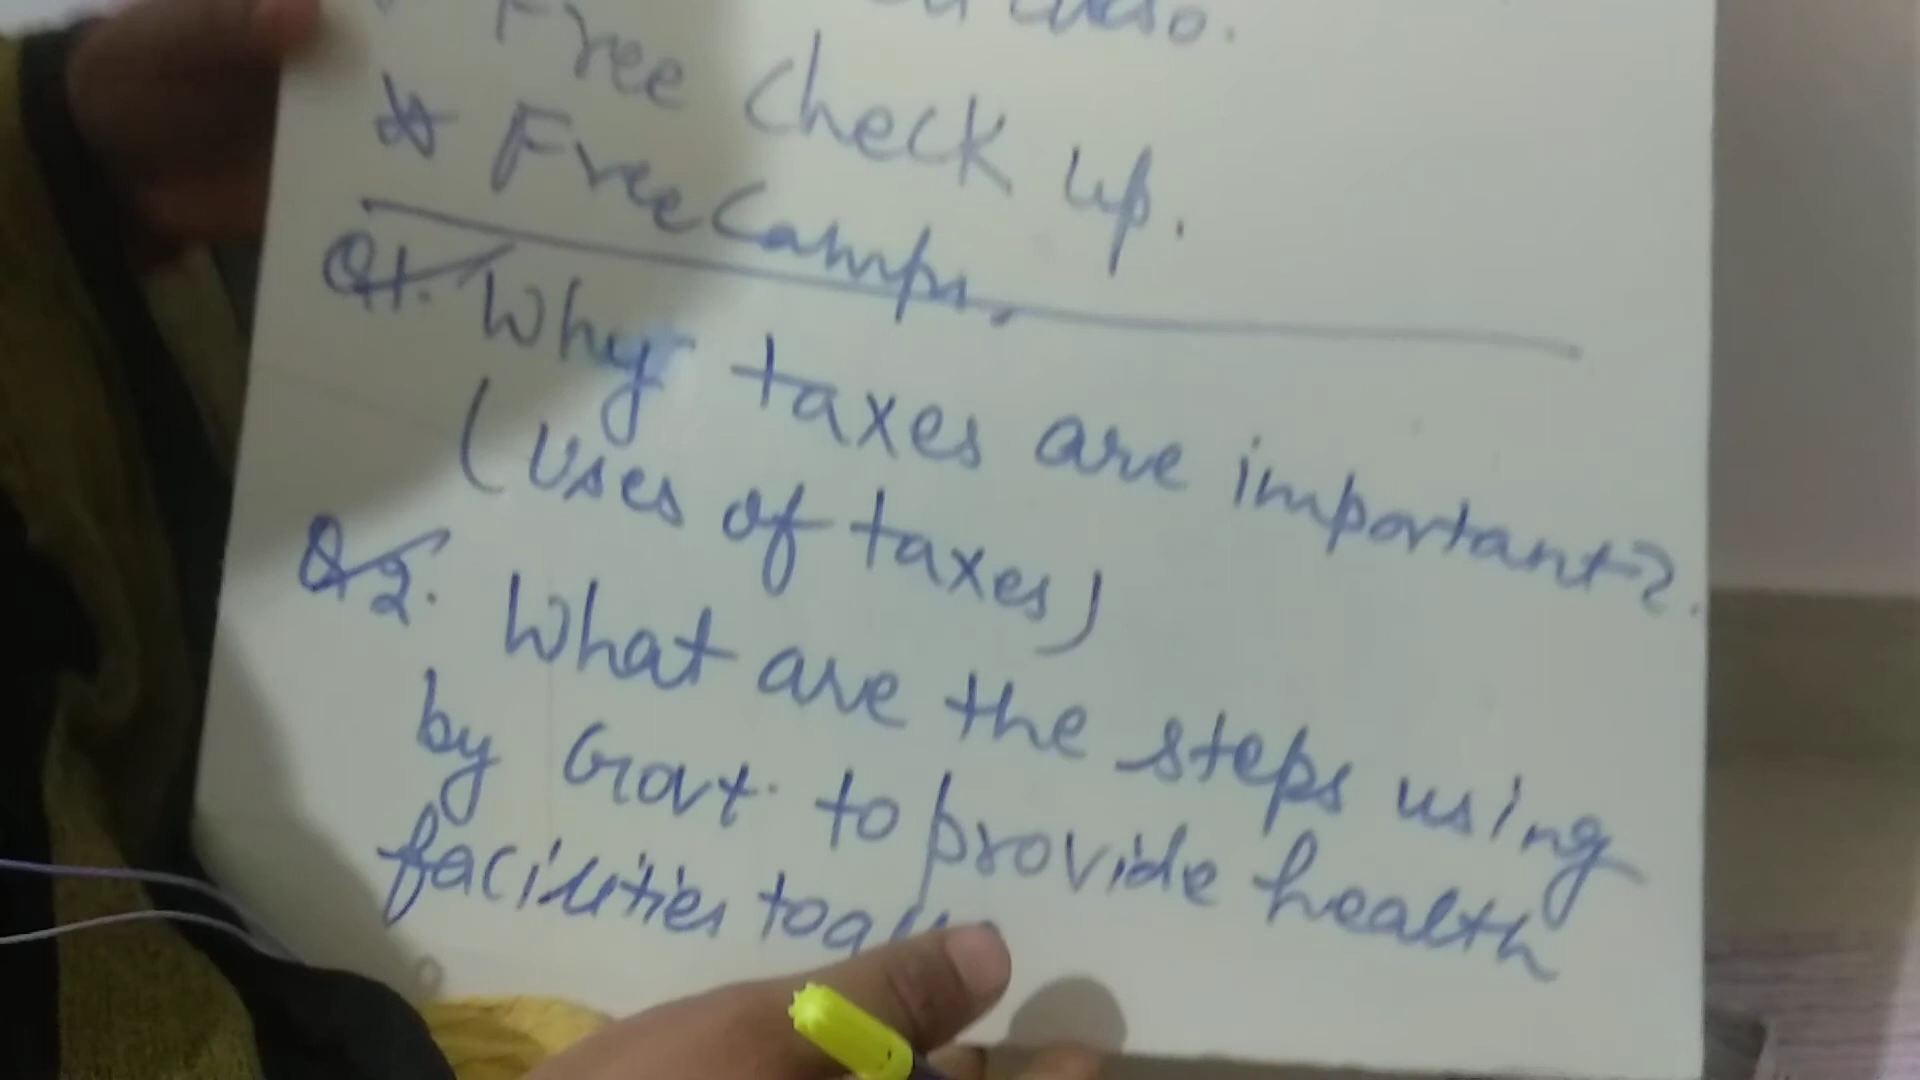 Free Check up.
* Free Camps.
Q1. Why taxes are important?
(Uses of taxes)
Q2. What are the steps using
by Govt. to provide health
facilities to all